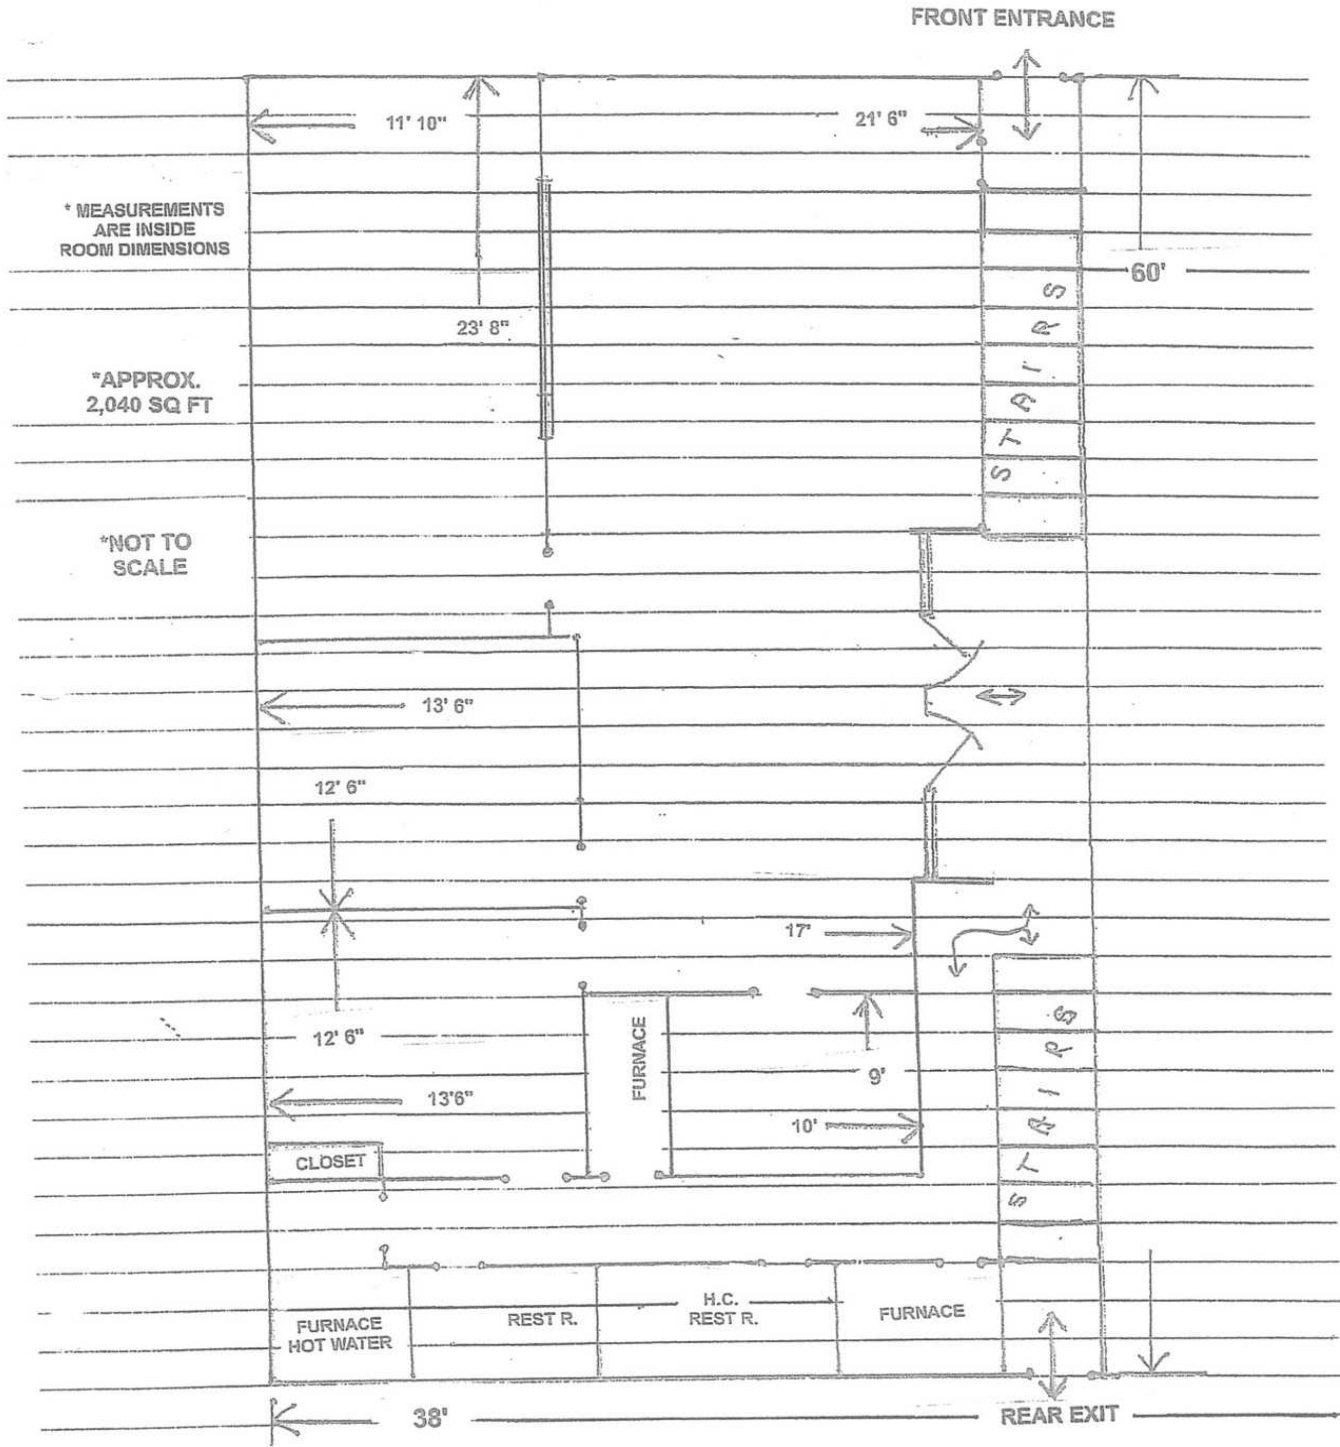 FRONT ENTRANCE
11' 10"
21' 6"
* MEASUREMENTS
ARE INSIDE
ROOM DIMENSIONS
60'
23' 8"
STAIRS
*APPROX.
2,040 SQ FT
*NOT TO
SCALE
13' 6"
12' 6"
17'
12' 6"
FURNACE
9'
STAIRS
13'6"
10'
CLOSET
FURNACE
HOT WATER
REST R.
H.C.
REST R.
FURNACE
38'
REAR EXIT